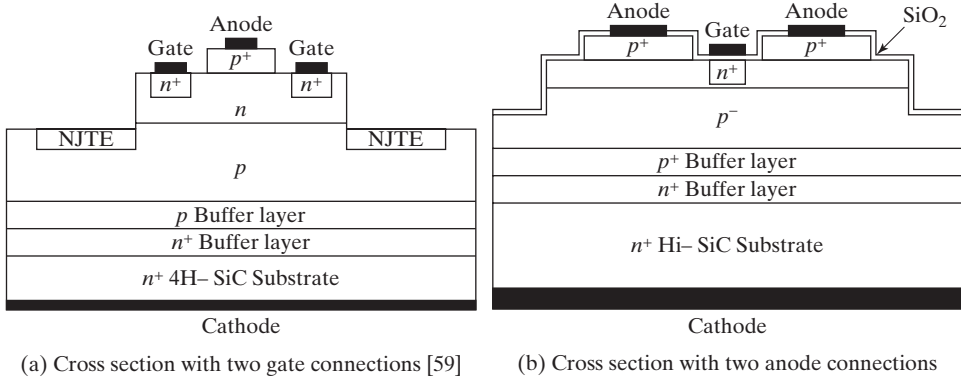 Anode
Gate
Gate
p+
n+
n+
n
NJTE
NJTE
p
p Buffer layer
n+ Buffer layer
n+ 4H– SiC Substrate
Cathode
(a) Cross section with two gate connections [59]
Anode
Anode
SiO2
Gate
p+
p+
n+
p−
p+ Buffer layer
n+ Buffer layer
n+ Hi– SiC Substrate
Cathode
(b) Cross section with two anode connections